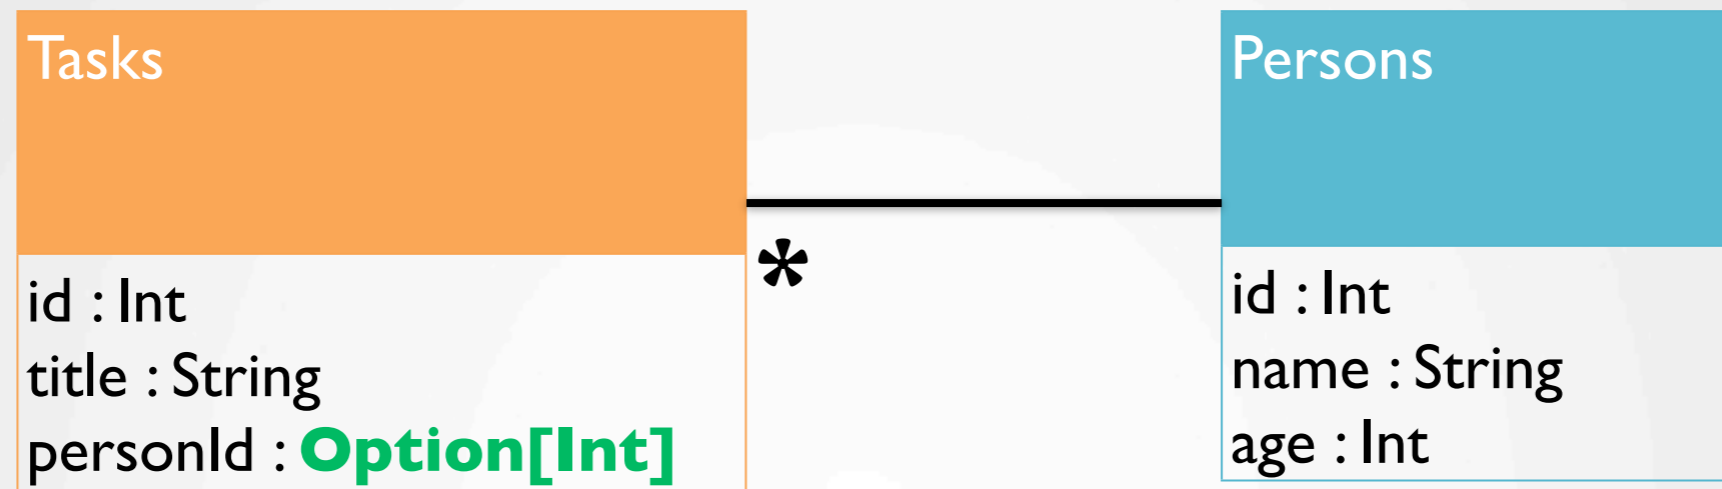 Tasks
id : Int
title : String
personId : Option[Int]
*
Persons
id : Int
name : String
age : Int